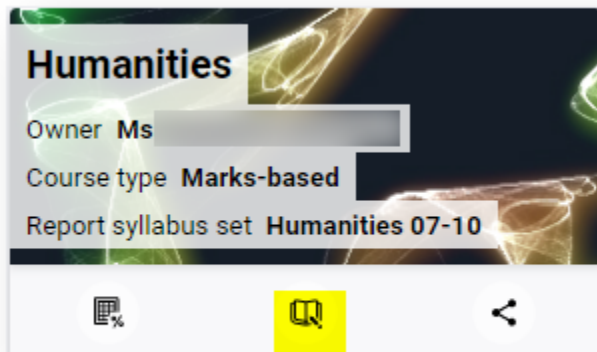 Humanities
Owner Ms
Course type Marks-based
Report syllabus set Humanities 07-10